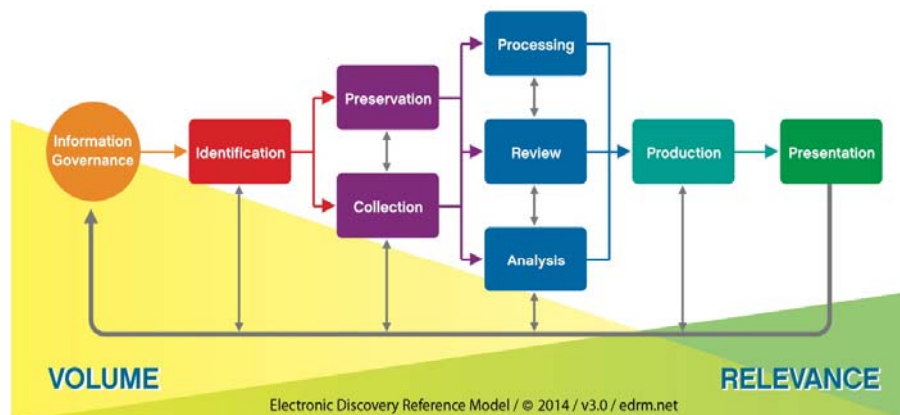 Information
Governance
Identification
Preservation
Collection
Processing
Review
Analysis
Production
Presentation
VOLUME
RELEVANCE
Electronic Discovery Reference Model / © 2014 / v3.0 / edrm.net